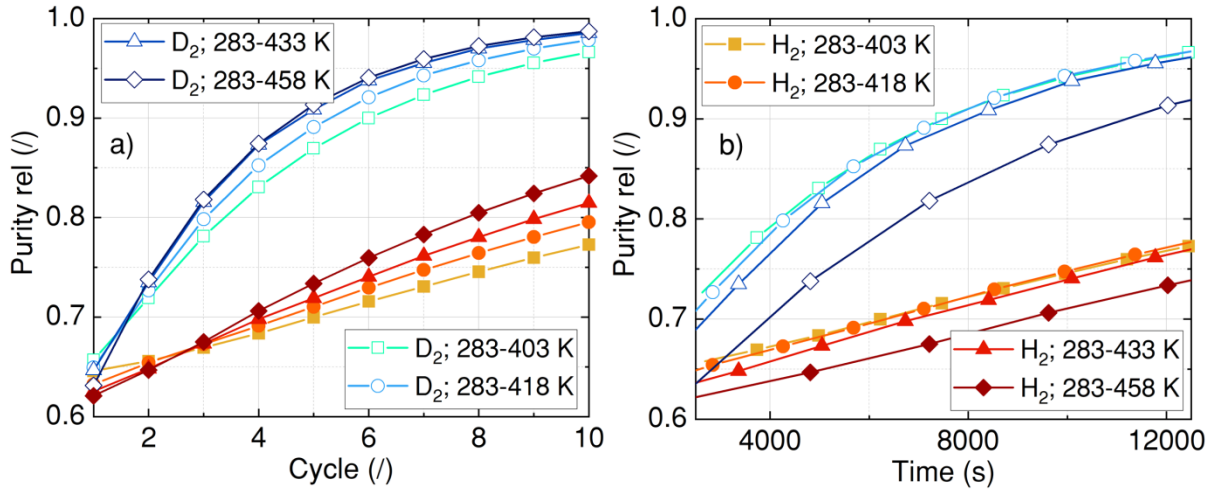 1.0
0.9
0.8
0.7
0.6
Purity rel (/)
D₂; 283-433 K
D₂; 283-458 K
a)
D₂; 283-403 K
D₂; 283-418 K
2 4 6 8 10
Cycle (/)
1.0
0.9
0.8
0.7
0.6
Purity rel (/)
H₂; 283-403 K
H₂; 283-418 K
b)
H₂; 283-433 K
H₂; 283-458 K
4000 8000 12000
Time (s)